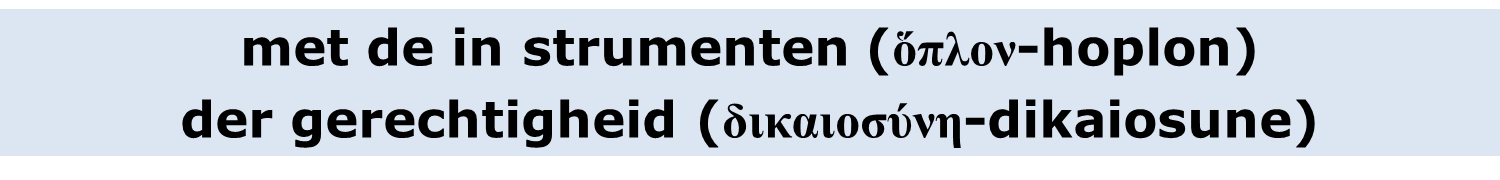 met de in strumenten (ὅπλον-hoplon)
der gerechtigheid (δικαιοσύνη-dikaiosune)